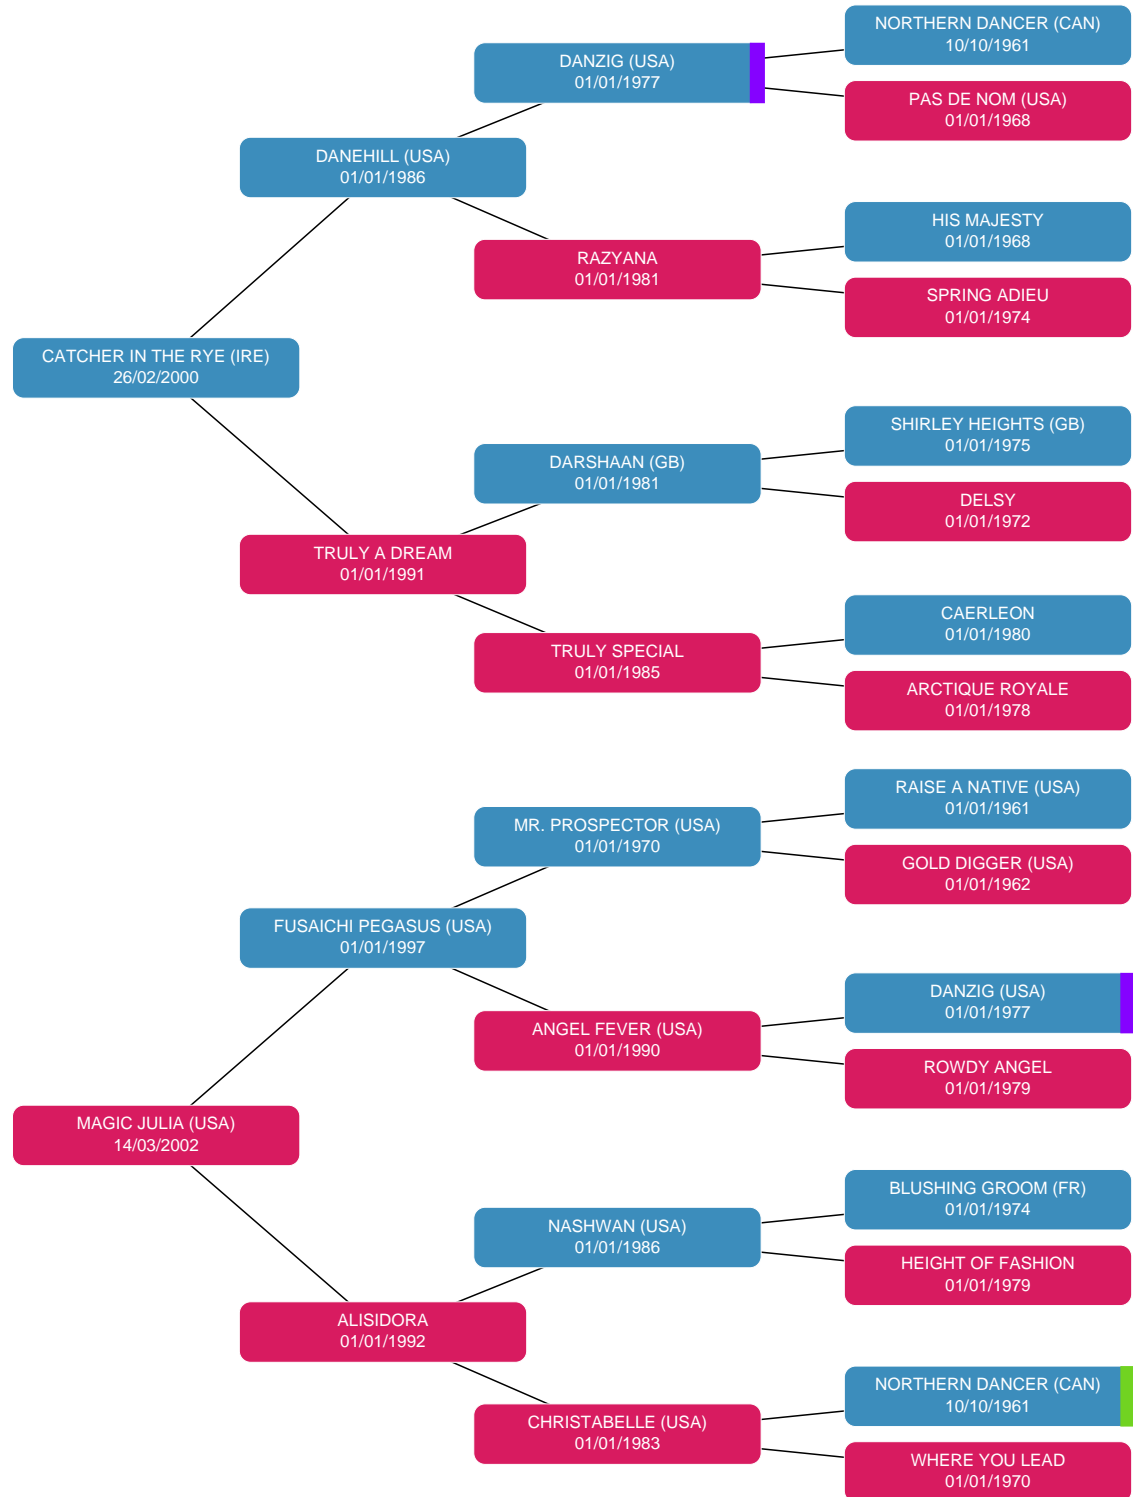 NORTHERN DANCER (CAN)
10/10/1961
DANZIG (USA)
01/01/1977
PAS DE NOM (USA)
01/01/1968
DANEHILL (USA)
01/01/1986
HIS MAJESTY
01/01/1968
RAZYANA
01/01/1981
SPRING ADIEU
01/01/1974
CATCHER IN THE RYE (IRE)
26/02/2000
SHIRLEY HEIGHTS (GB)
01/01/1975
DARSHAAN (GB)
01/01/1981
DELSY
01/01/1972
TRULY A DREAM
01/01/1991
CAERLEON
01/01/1980
TRULY SPECIAL
01/01/1985
ARCTIQUE ROYALE
01/01/1978
RAISE A NATIVE (USA)
01/01/1961
MR. PROSPECTOR (USA)
01/01/1970
GOLD DIGGER (USA)
01/01/1962
FUSAICHI PEGASUS (USA)
01/01/1997
DANZIG (USA)
01/01/1977
ANGEL FEVER (USA)
01/01/1990
ROWDY ANGEL
01/01/1979
MAGIC JULIA (USA)
14/03/2002
BLUSHING GROOM (FR)
01/01/1974
NASHWAN (USA)
01/01/1986
HEIGHT OF FASHION
01/01/1979
ALISIDORA
01/01/1992
NORTHERN DANCER (CAN)
10/10/1961
CHRISTABELLE (USA)
01/01/1983
WHERE YOU LEAD
01/01/1970